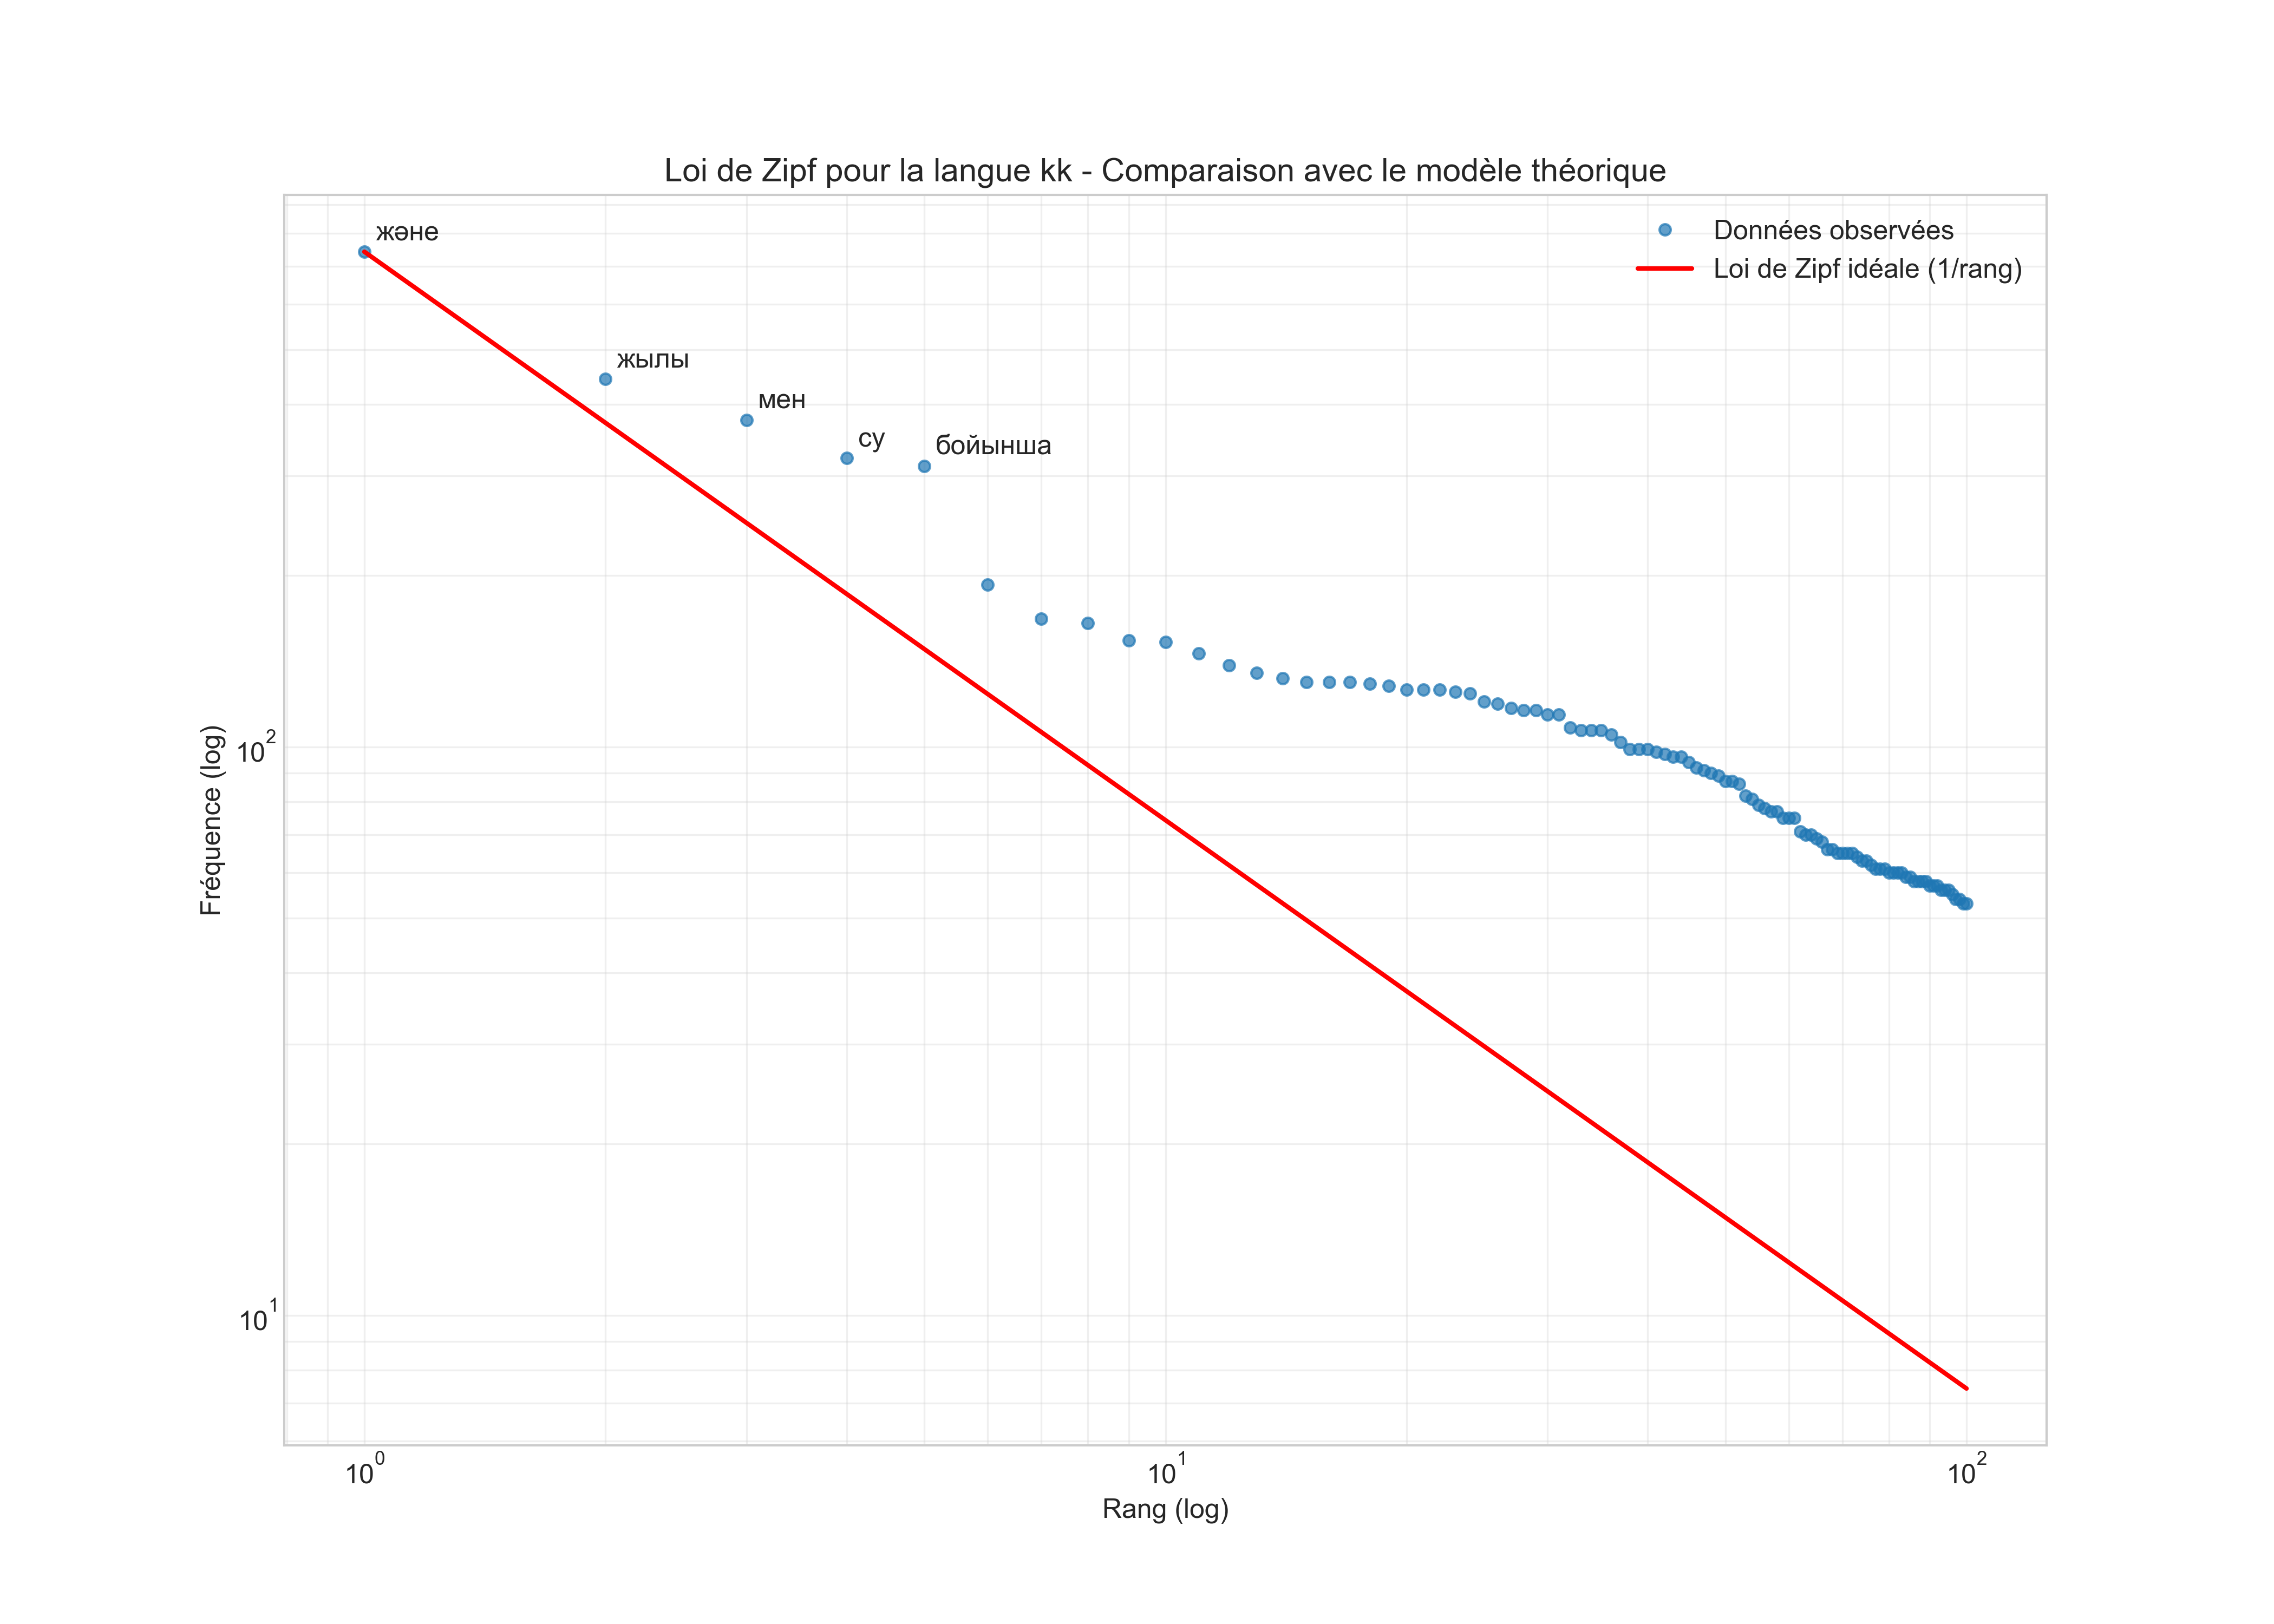 Loi de Zipf pour la langue kk - Comparaison avec le modèle théorique
Données observées
Loi de Zipf idéale (1/rang)
және
жылы
мен
су
бойынша
Fréquence (log)
10²
10¹
10⁰
10¹
10²
Rang (log)